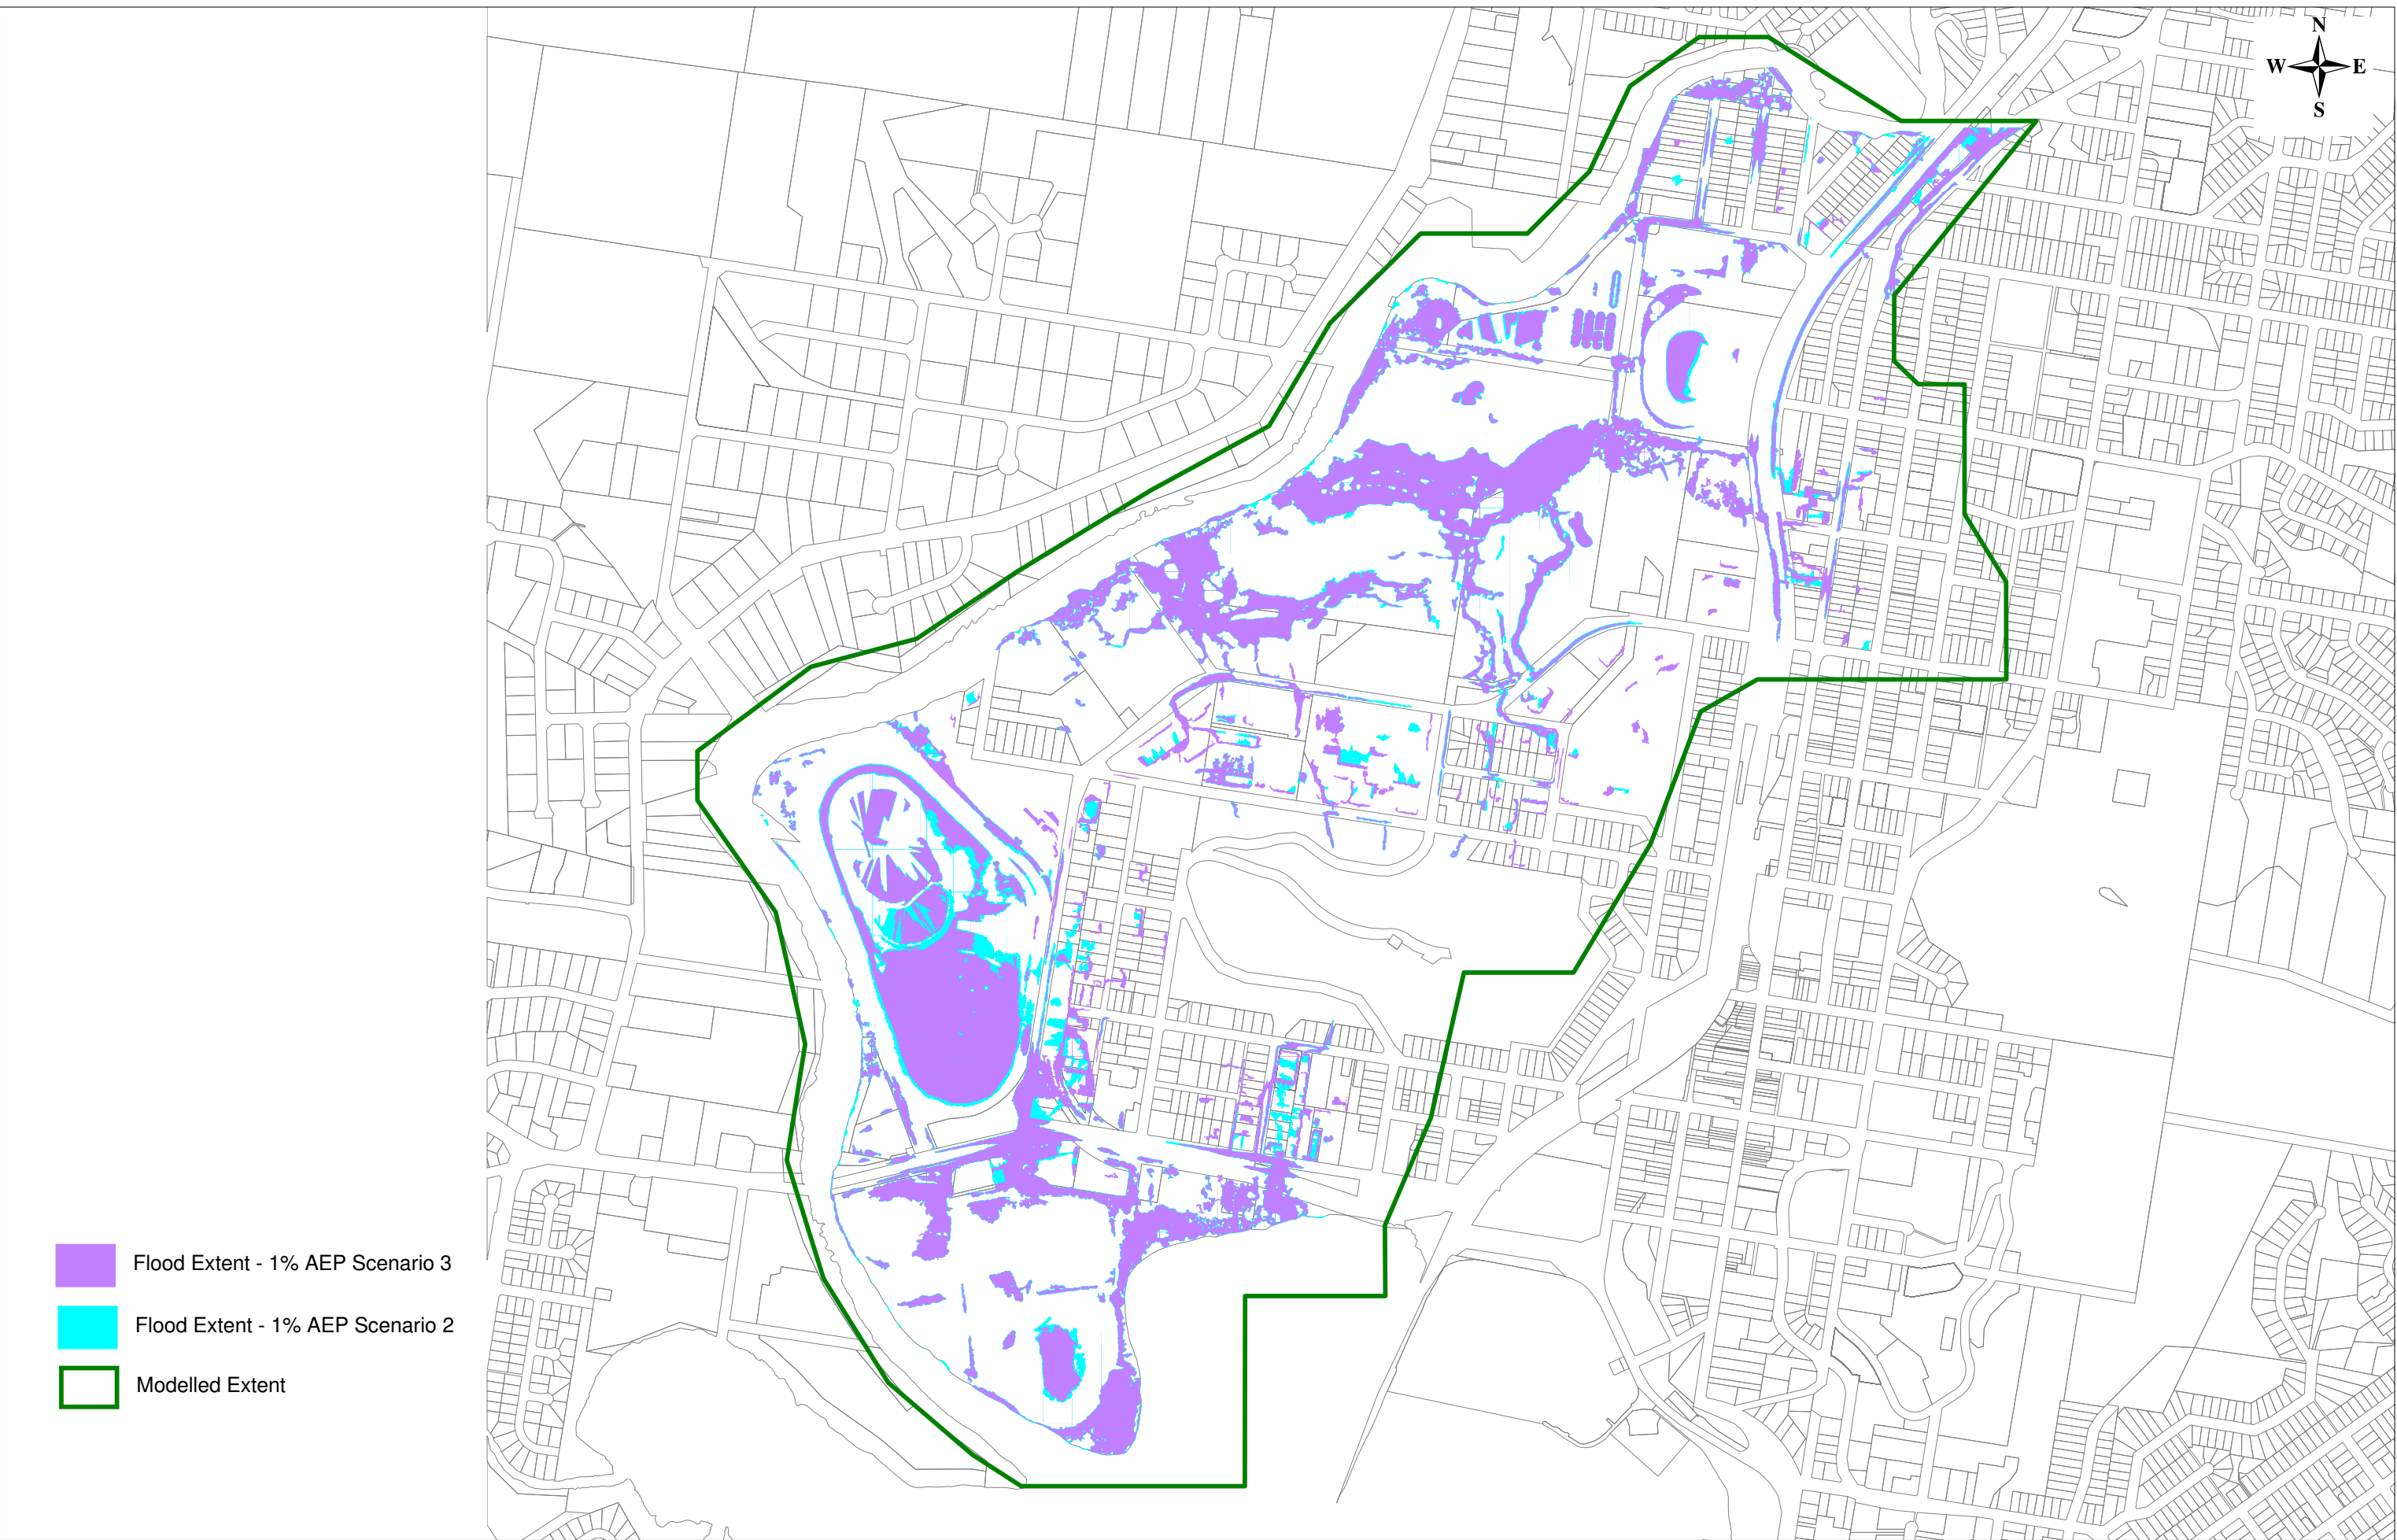 N
W E
S
Flood Extent - 1% AEP Scenario 3
Flood Extent - 1% AEP Scenario 2
Modelled Extent